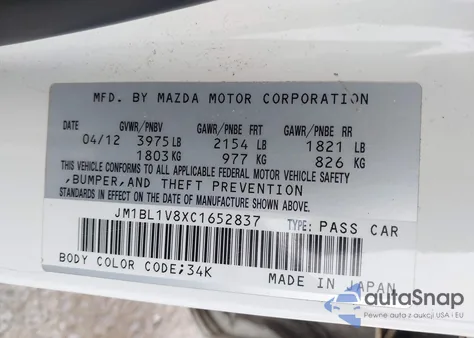 MFD. BY MAZDA MOTOR CORPORATION
DATE GVWR/PNBV GAWR/PNBE FRT GAWR/PNBE RR
04/12 3975 LB 2154 LB 1821 LB
1803 KG 977 KG 826 KG
THIS VEHICLE CONFORMS TO ALL APPLICABLE FEDERAL MOTOR VEHICLE SAFETY
,BUMPER,AND THEFT PREVENTION
STANDARDS IN EFFECT ON THE DATE OF MANUFACTURE SHOWN ABOVE.
JM1BL1V8XC1652837 TYPE: PASS CAR
BODY COLOR CODE;34K MADE IN JAPAN
autaSnap
Pewne auta z aukcji USA i EU